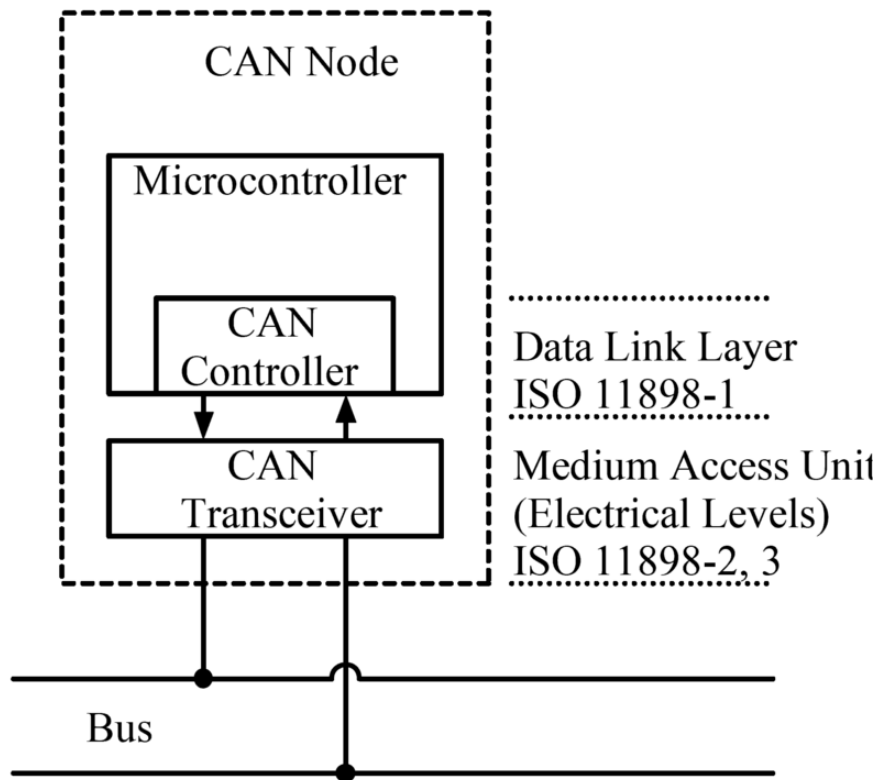 CAN Node
Microcontroller
CAN
Controller
Data Link Layer
ISO 11898-1
CAN
Transceiver
Medium Access Unit
(Electrical Levels)
ISO 11898-2, 3
Bus